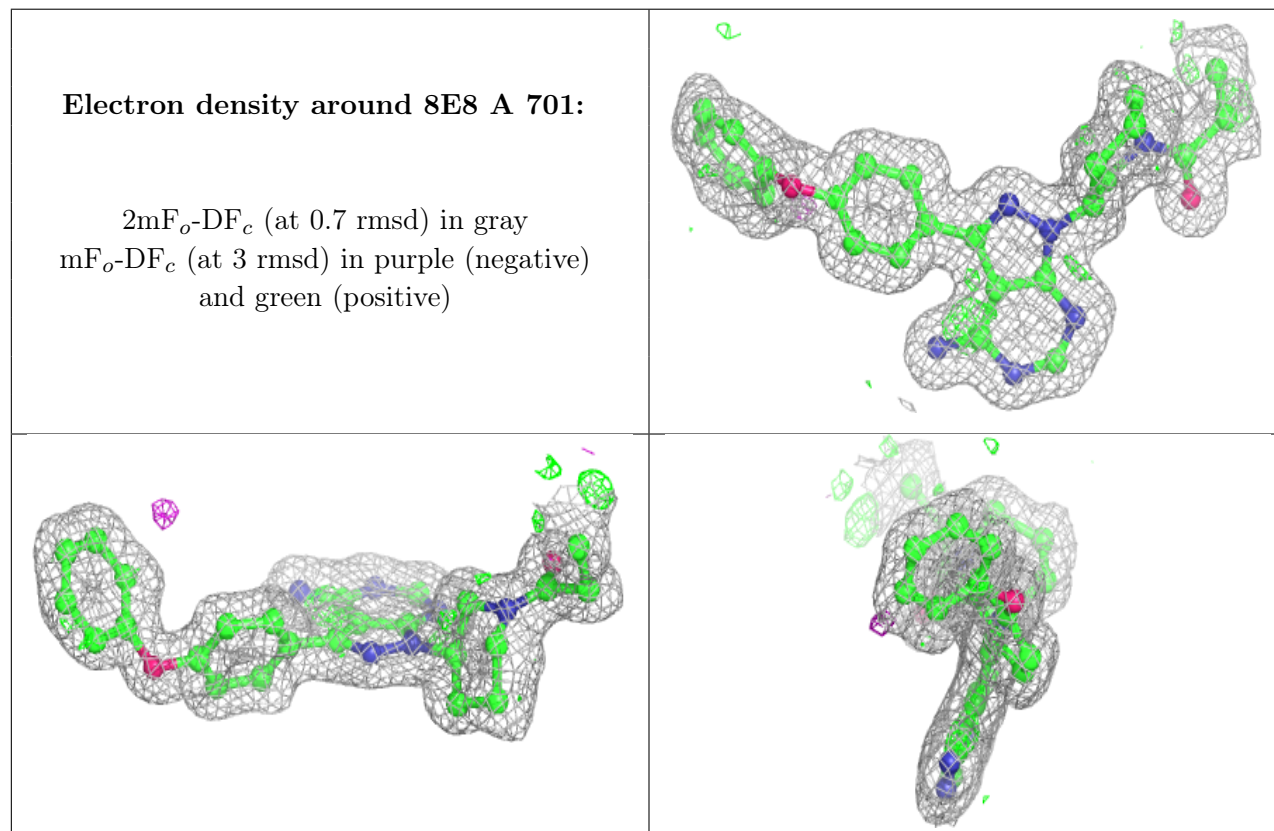 Electron density around 8E8 A 701:
2mFₒ-DF𝒸 (at 0.7 rmsd) in gray
mFₒ-DF𝒸 (at 3 rmsd) in purple (negative)
and green (positive)